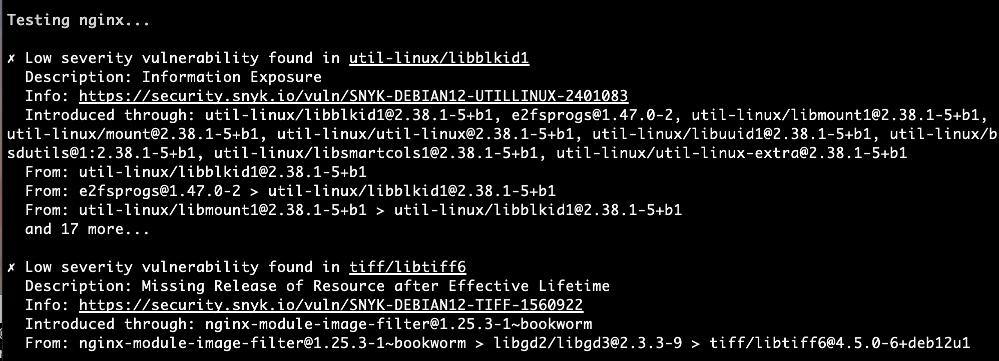 Testing nginx...
✗ Low severity vulnerability found in util-linux/libblkid1
Description: Information Exposure
Info: https://security.snyk.io/vuln/SNYK-DEBIAN12-UTILLINUX-2401083
Introduced through: util-linux/libblkid1@2.38.1-5+b1, e2fsprogs@1.47.0-2, util-linux/libmount1@2.38.1-5+b1,
util-linux/mount@2.38.1-5+b1, util-linux/util-linux@2.38.1-5+b1, util-linux/libuuid1@2.38.1-5+b1, util-linux/b
sdutils@1:2.38.1-5+b1, util-linux/libsmartcols1@2.38.1-5+b1, util-linux/util-linux-extra@2.38.1-5+b1
From: util-linux/libblkid1@2.38.1-5+b1
From: e2fsprogs@1.47.0-2 > util-linux/libblkid1@2.38.1-5+b1
From: util-linux/libmount1@2.38.1-5+b1 > util-linux/libblkid1@2.38.1-5+b1
and 17 more...
✗ Low severity vulnerability found in tiff/libtiff6
Description: Missing Release of Resource after Effective Lifetime
Info: https://security.snyk.io/vuln/SNYK-DEBIAN12-TIFF-1560922
Introduced through: nginx-module-image-filter@1.25.3-1~bookworm
From: nginx-module-image-filter@1.25.3-1~bookworm > libgd2/libgd3@2.3.3-9 > tiff/libtiff6@4.5.0-6+deb12u1